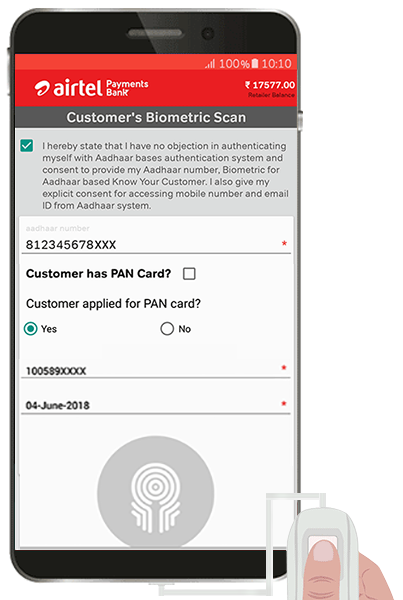 100% 10:10
airtel Payments Bank
₹ 17577.00
Retailer Balance
Customer's Biometric Scan
I hereby state that I have no objection in authenticating
myself with Aadhaar bases authentication system and
consent to provide my Aadhaar number, Biometric for
Aadhaar based Know Your Customer. I also give my
explicit consent for accessing mobile number and email
ID from Aadhaar system.
aadhaar number
812345678XXX *
Customer has PAN Card?
Customer applied for PAN card?
Yes No
100589XXXX *
04-June-2018 *